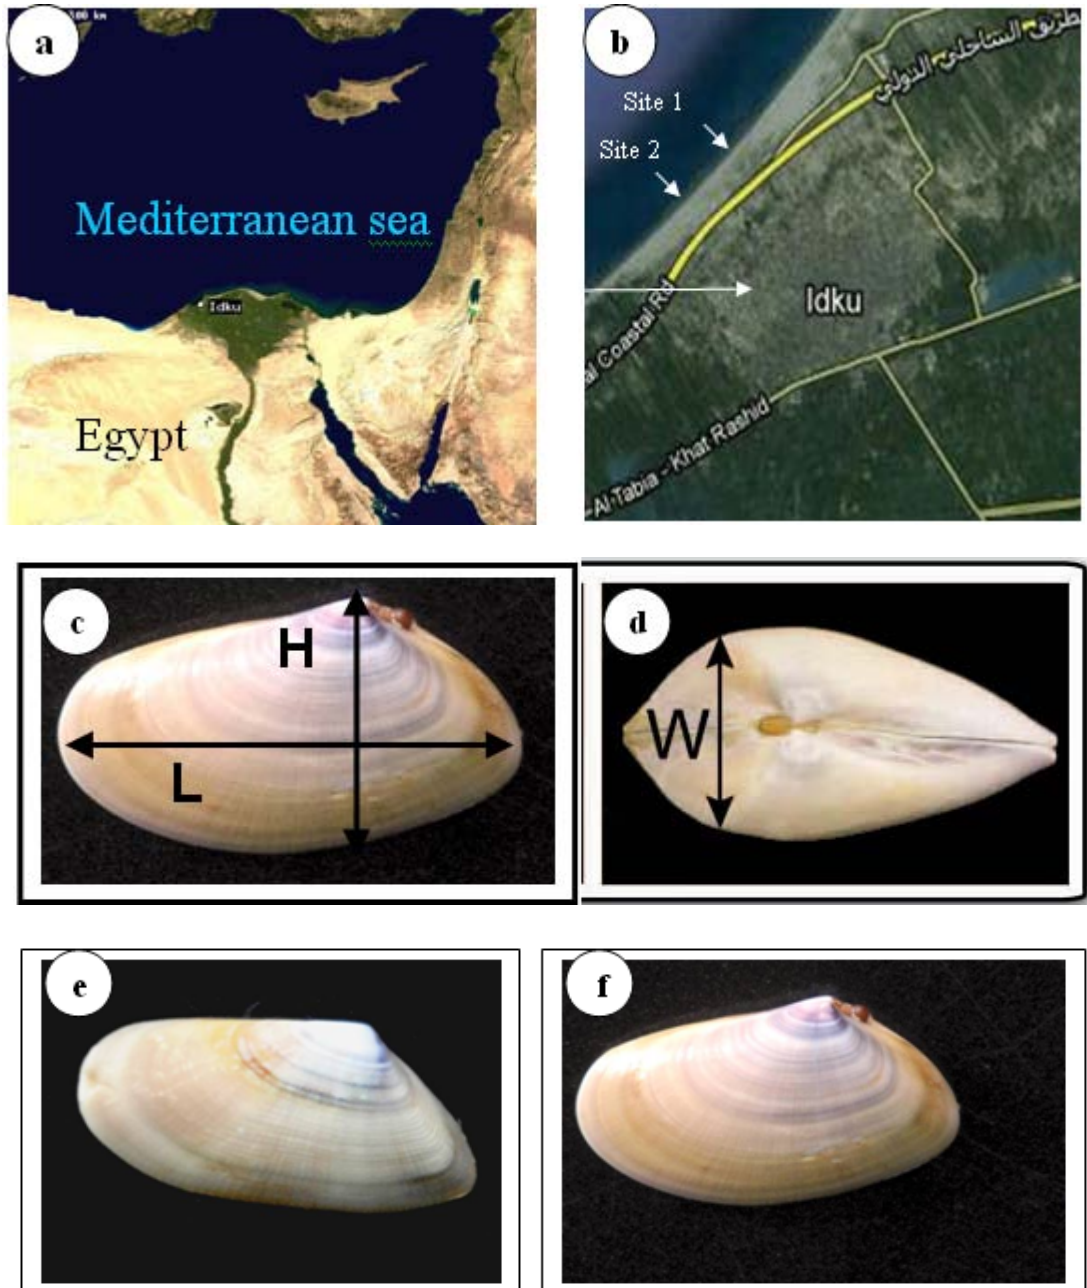 a
Mediterranean sea
Idku
Egypt
b
طريق الساحلي الدولي
Site 1
Site 2
Idku
al Coastal Rd
Al-Tabia - Khat Rashid
c
H
L
d
W
e
f